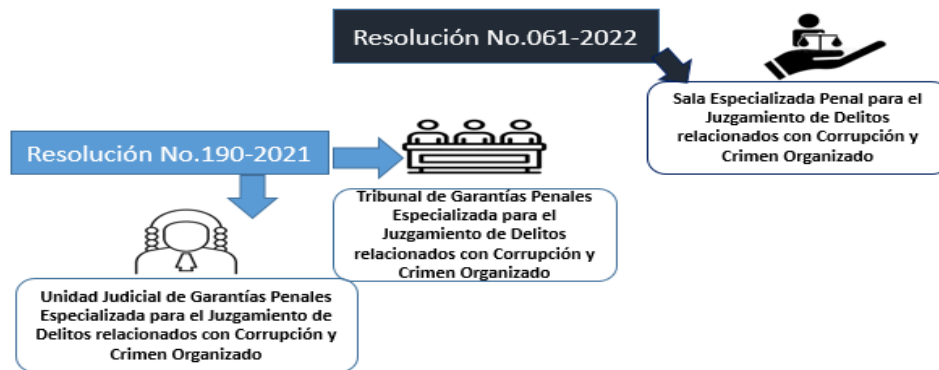 Resolución No.061-2022
Sala Especializada Penal para el
Juzgamiento de Delitos
relacionados con Corrupción y
Crimen Organizado
Resolución No.190-2021
Tribunal de Garantías Penales
Especializada para el
Juzgamiento de Delitos
relacionados con Corrupción y
Crimen Organizado
Unidad Judicial de Garantías Penales
Especializada para el Juzgamiento de
Delitos relacionados con Corrupción y
Crimen Organizado